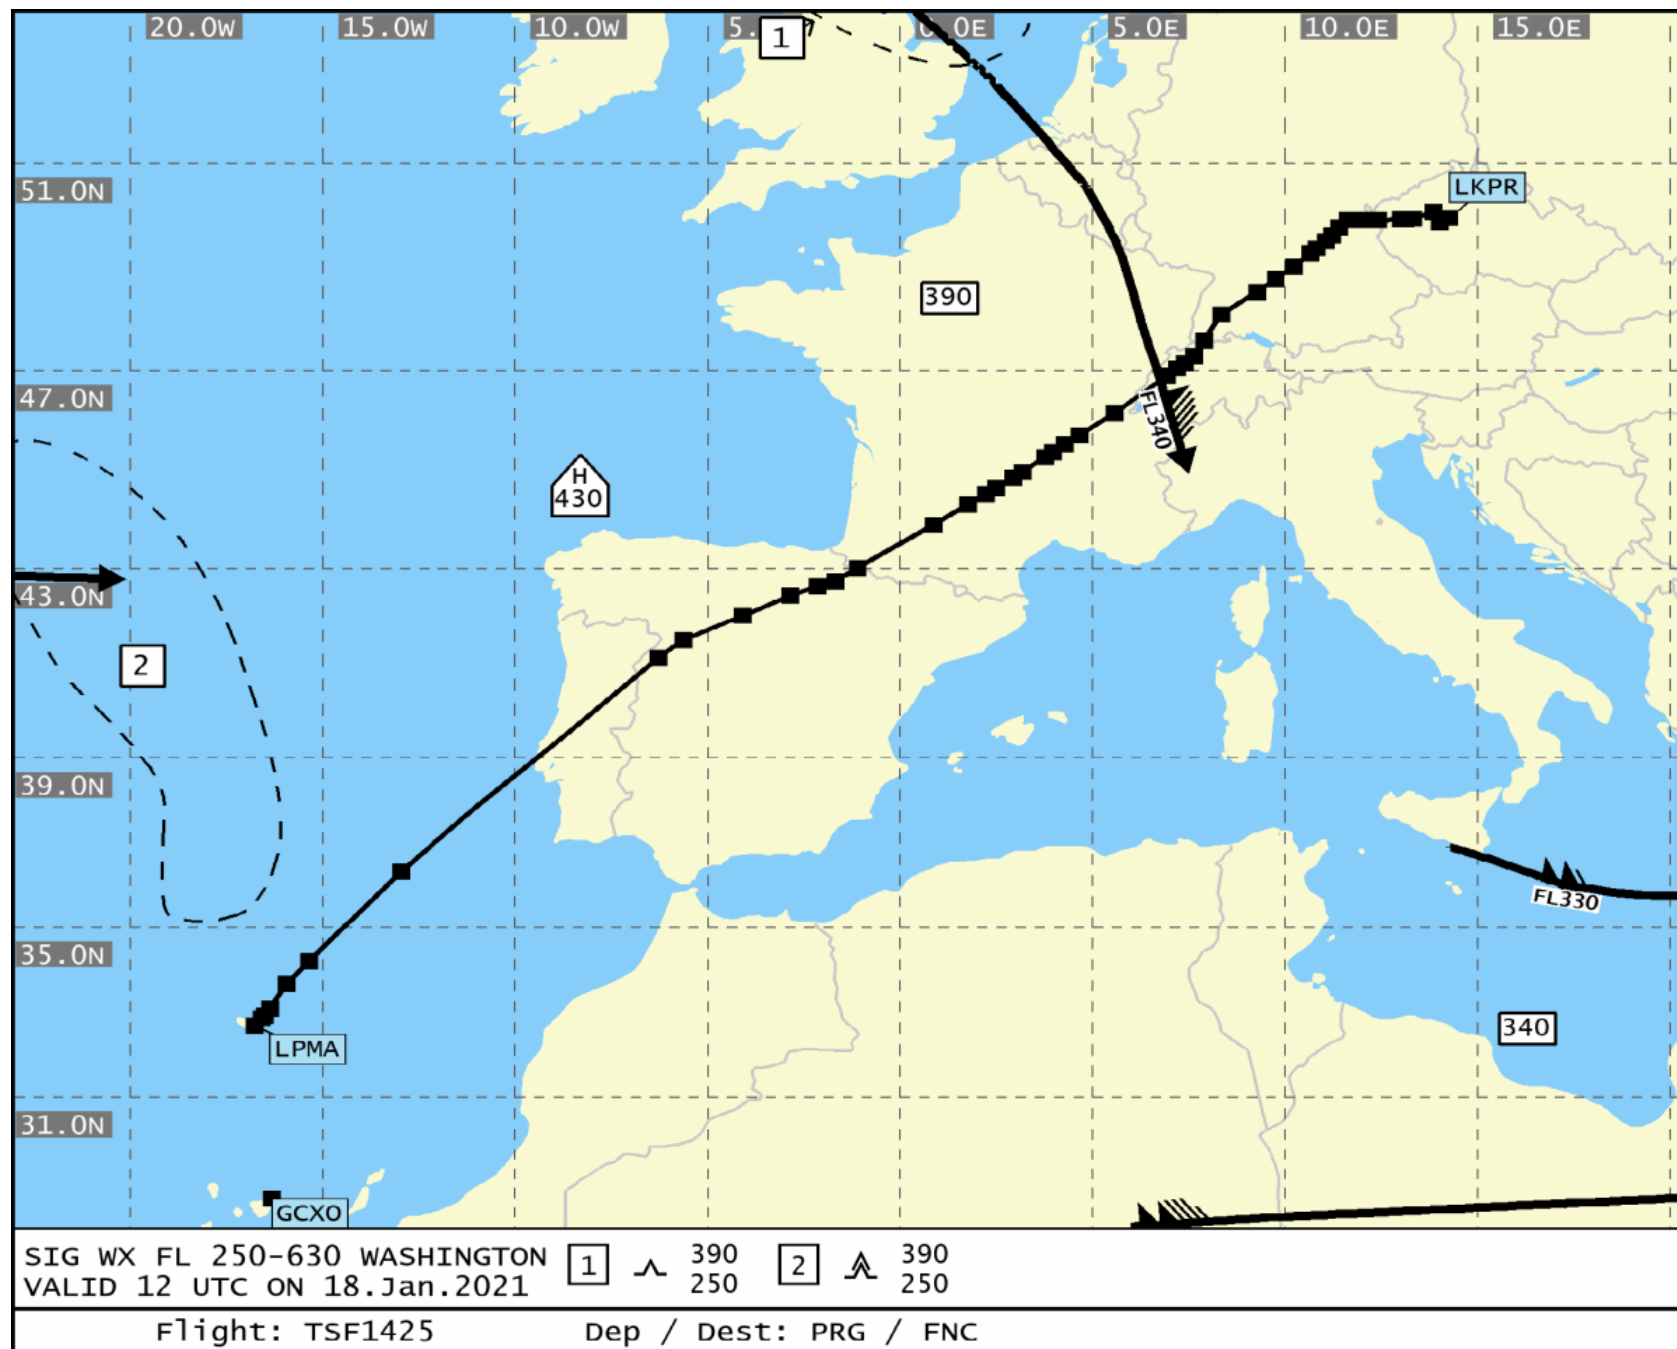 20.0W 15.0W 10.0W 5. 0.0E 5.0E 10.0E 15.0E
1
51.0N
LKPR
390
47.0N
FL340
H
430
43.0N
2
39.0N
FL330
35.0N
340
LPMA
31.0N
GCXO
SIG WX FL 250-630 WASHINGTON 1 390 2 390
VALID 12 UTC ON 18.Jan.2021 250 250
Flight: TSF1425 Dep / Dest: PRG / FNC